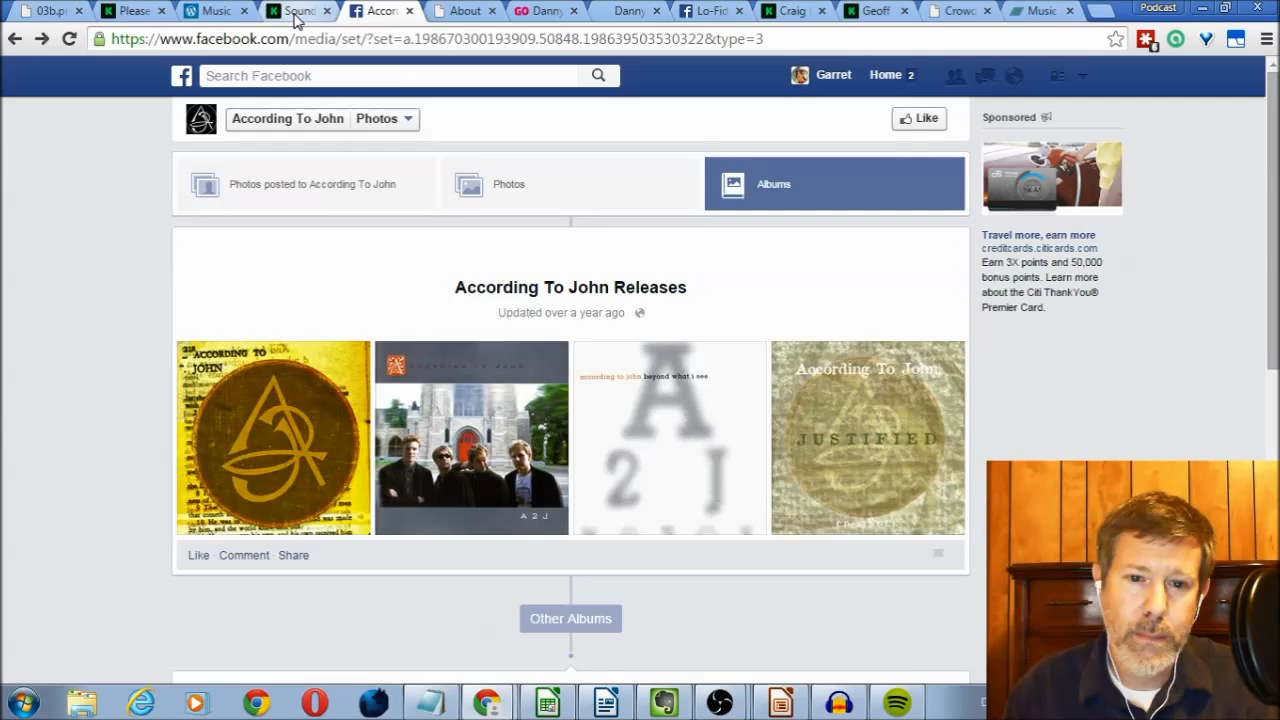 03b.p
Please
Music
Sound
Accor
About
GO Danny
Danny
Lo-Fid
Craig
Geoff
Crowd
Music
Podcast
https://www.facebook.com/media/set/?set=a.198670300193909.50848.198639503530322&type=3
Search Facebook
Garret
Home 2
According To John
Photos
Like
Sponsored
Photos posted to According To John
Photos
Albums
Travel more, earn more
creditcards.citicards.com
Earn 3X points and 50,000
bonus points. Learn more
about the Citi ThankYou®
Premier Card.
According To John Releases
Updated over a year ago
ACCORDING TO
JOHN
according to john beyond what i see
A
2 J
A 2 J
According To John
JUSTIFIED
Like · Comment · Share
Other Albums